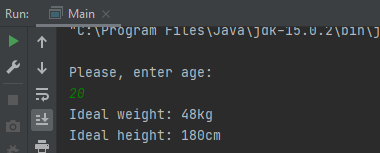 Run: Main
"C:\Program Files\Java\jdk-15.0.2\bin\j
Please, enter age:
20
Ideal weight: 48kg
Ideal height: 180cm